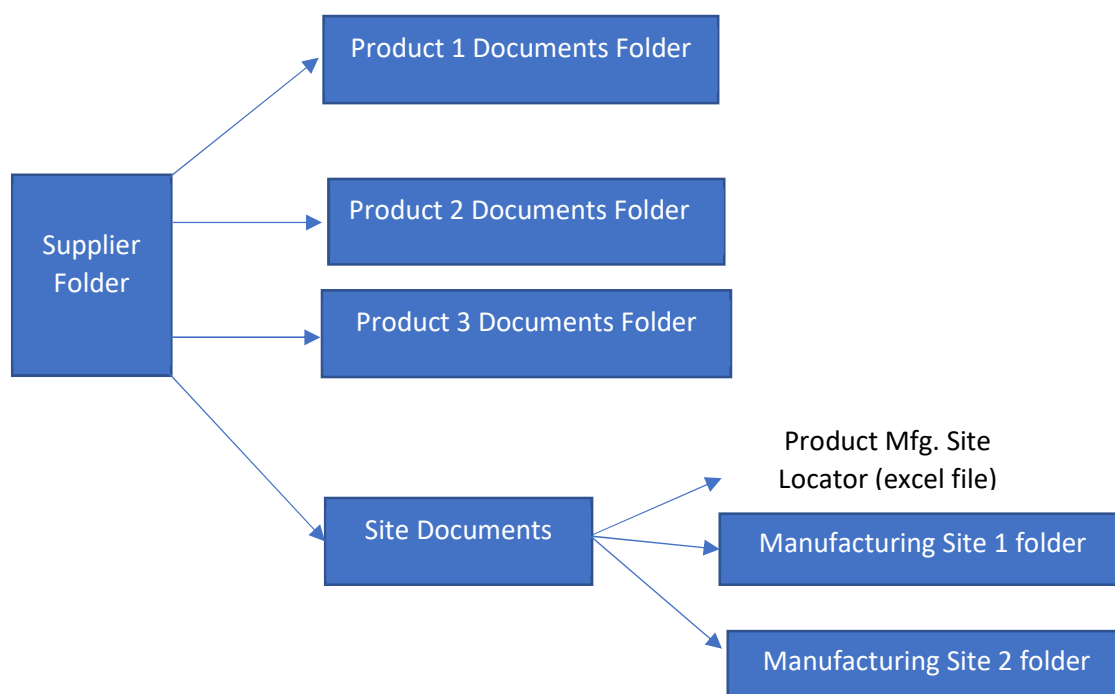 Product 1 Documents Folder
Supplier
Folder
Product 2 Documents Folder
Product 3 Documents Folder
Product Mfg. Site
Locator (excel file)
Site Documents
Manufacturing Site 1 folder
Manufacturing Site 2 folder